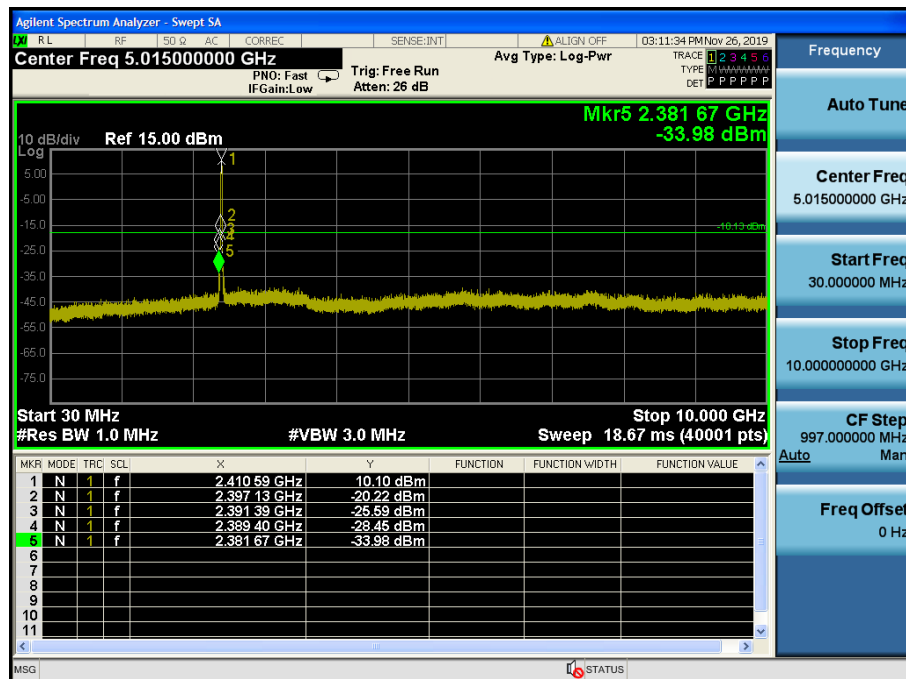 Agilent Spectrum Analyzer - Swept SA
LXI RL RF 50 Ω AC CORREC SENSE:INT ALIGN OFF 03:11:34 PM Nov 26, 2019
Center Freq 5.015000000 GHz
PNO: Fast
IFGain:Low
Trig: Free Run
Atten: 26 dB
Avg Type: Log-Pwr
TRACE 1 2 3 4 5 6
TYPE M W W W W W
DET P P P P P P
Mkr5 2.381 67 GHz
-33.98 dBm
10 dB/div Ref 15.00 dBm
Log
1
5.00
-5.00
2
-15.0
3
-18.13 dBm
4
-25.0
5
-35.0
-45.0
-55.0
-65.0
-75.0
Start 30 MHz Stop 10.000 GHz
#Res BW 1.0 MHz #VBW 3.0 MHz Sweep 18.67 ms (40001 pts)
MKR MODE TRC SCL X Y FUNCTION FUNCTION WIDTH FUNCTION VALUE
1 N 1 f 2.410 59 GHz 10.10 dBm
2 N 1 f 2.397 13 GHz -20.22 dBm
3 N 1 f 2.391 39 GHz -25.59 dBm
4 N 1 f 2.389 40 GHz -28.45 dBm
5 N 1 f 2.381 67 GHz -33.98 dBm
6
7
8
9
10
11
MSG STATUS
Frequency
Auto Tune
Center Freq
5.015000000 GHz
Start Freq
30.000000 MHz
Stop Freq
10.000000000 GHz
CF Step
997.000000 MHz
Auto Man
Freq Offset
0 Hz